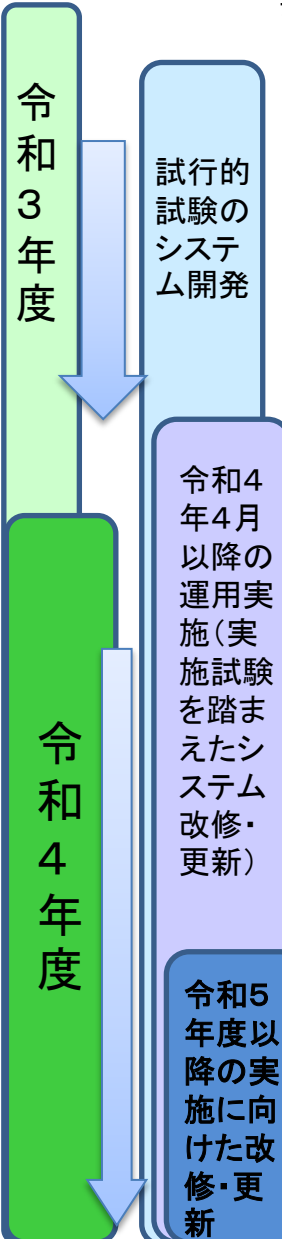 令和3年度
試行的
試験の
システ
ム開発
令和4
年4月
以降の
運用実
施(実
施試験
を踏ま
えたシ
ステム
改修・
更新)
令和4年度
令和5
年度以
降の実
施に向
けた改
修・更
新